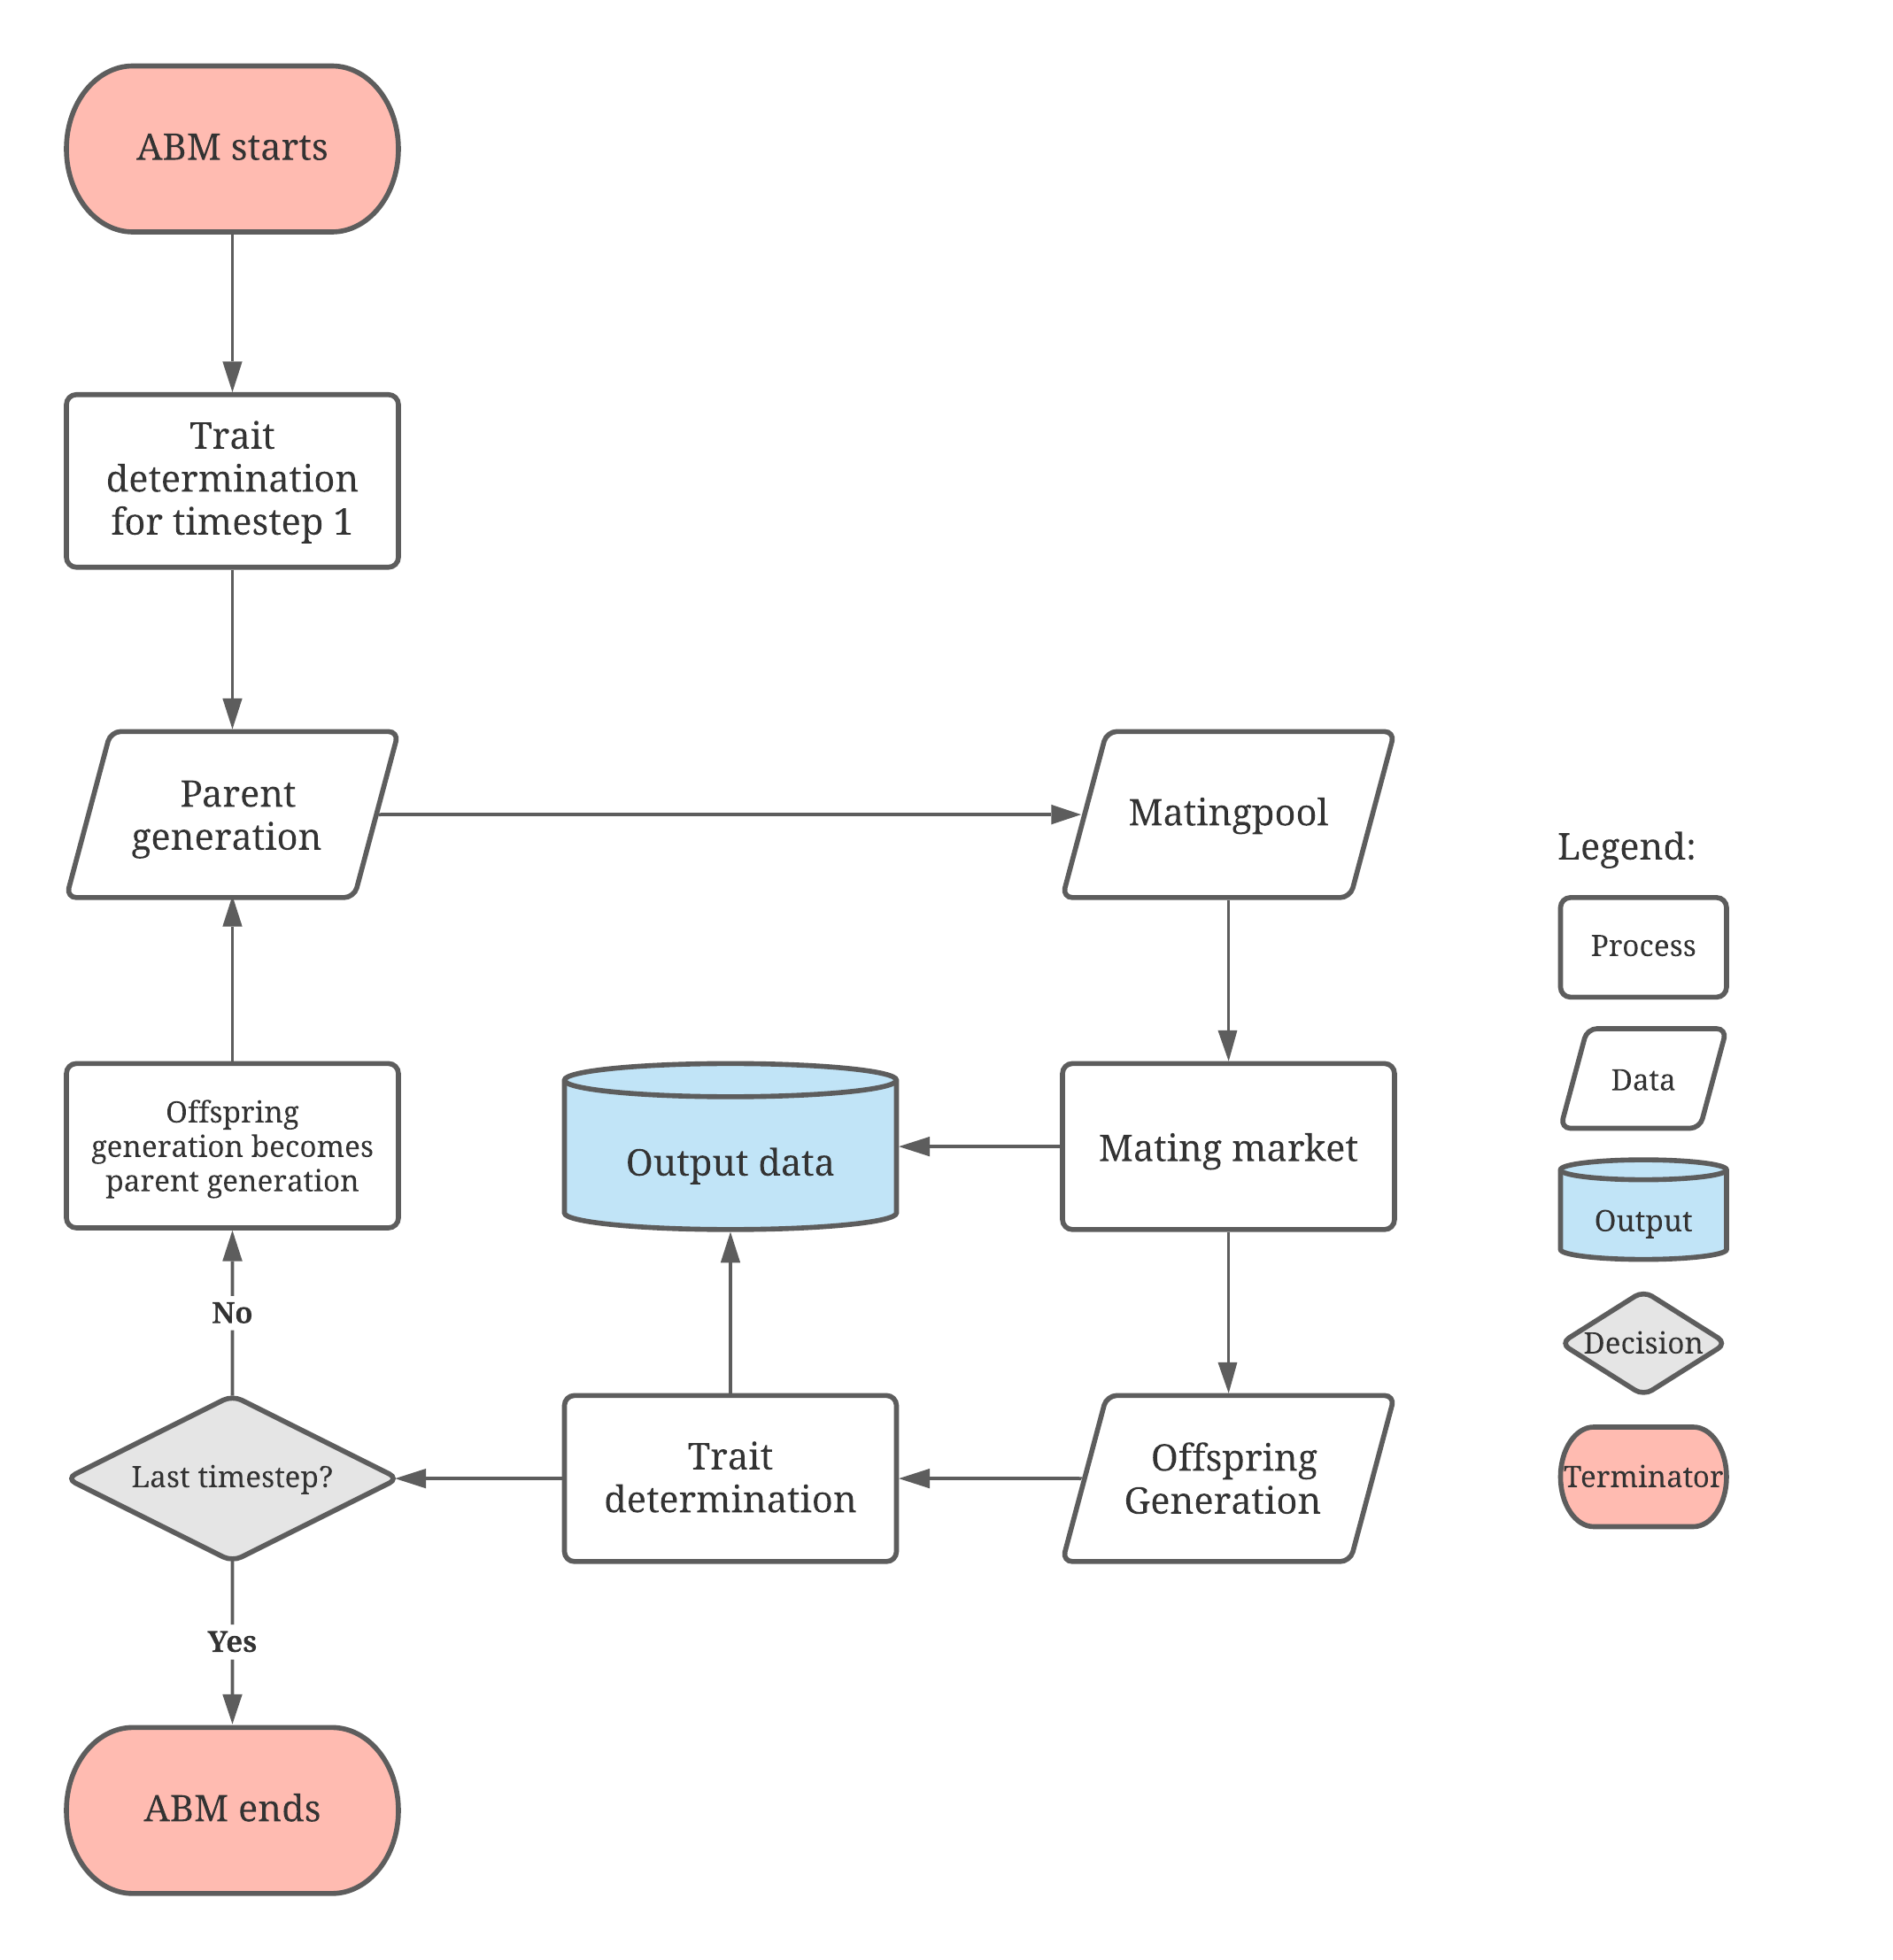 ABM starts
Trait
determination
for timestep 1
Parent
generation
Matingpool
Legend:
Process
Data
Output
Decision
Terminator
Offspring
generation becomes
parent generation
Output data
Mating market
No
Last timestep?
Trait
determination
Offspring
Generation
Yes
ABM ends